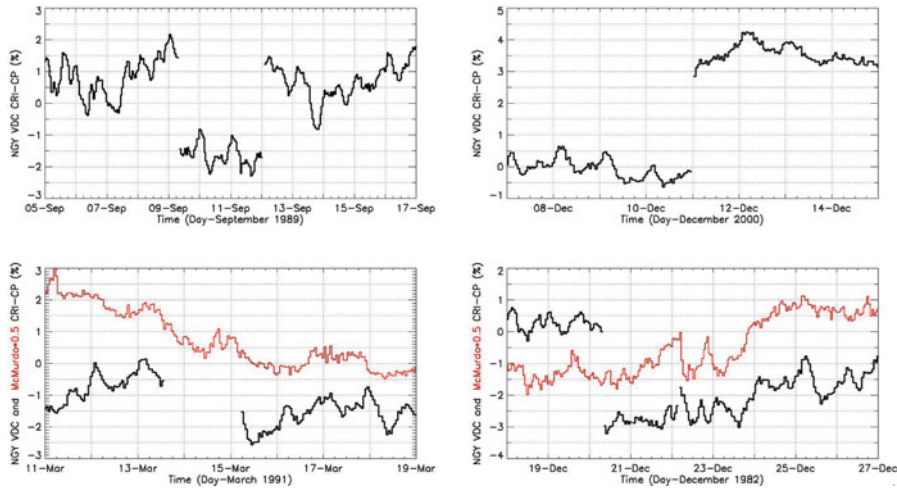 NGY VDC CRI-CP (%)
3
2
1
0
-1
-2
-3
05-Sep 07-Sep 09-Sep 11-Sep 13-Sep 15-Sep 17-Sep
Time (Day-September 1989)
NGY VDC CRI-CP (%)
5
4
3
2
1
0
-1
08-Dec 10-Dec 12-Dec 14-Dec
Time (Day-December 2000)
NGY VDC and McMurdo*0.5 CRI-CP (%)
3
2
1
0
-1
-2
-3
11-Mar 13-Mar 15-Mar 17-Mar 19-Mar
Time (Day-March 1991)
NGY VDC and McMurdo*0.5 CRI-CP (%)
2
1
0
-1
-2
-3
-4
19-Dec 21-Dec 23-Dec 25-Dec 27-Dec
Time (Day-December 1982)